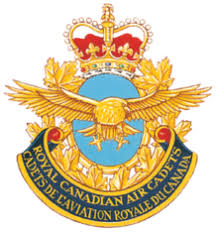 ROYAL CANADIAN AIR CADETS
CADETS DE L'AVIATION ROYALE DU CANADA